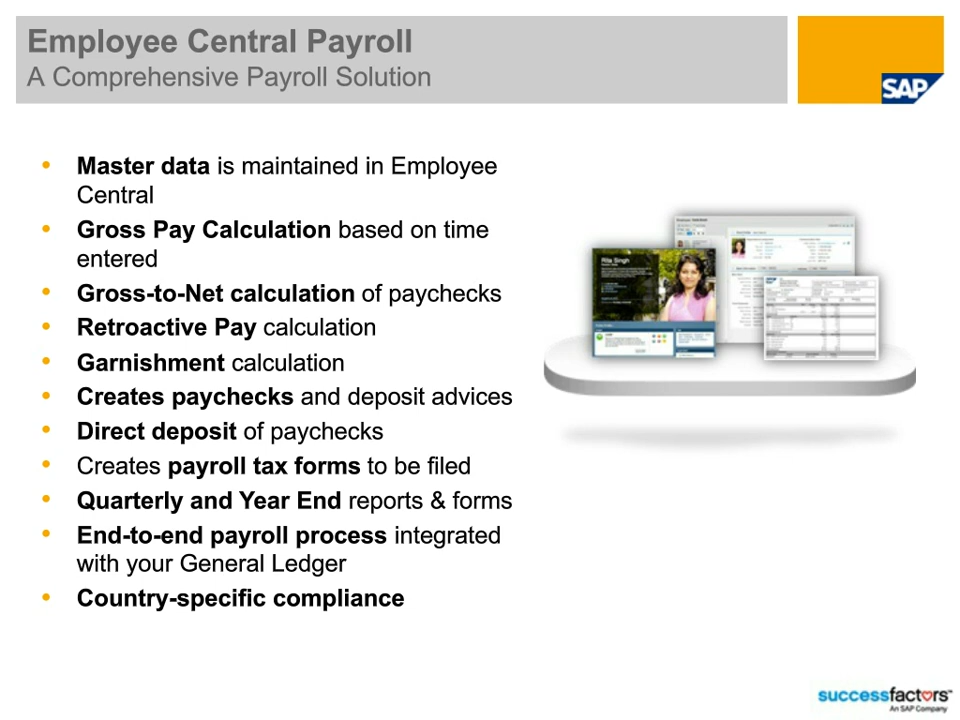 Employee Central Payroll
A Comprehensive Payroll Solution
SAP
• Master data is maintained in Employee
Central
• Gross Pay Calculation based on time
entered
• Gross-to-Net calculation of paychecks
• Retroactive Pay calculation
• Garnishment calculation
• Creates paychecks and deposit advices
• Direct deposit of paychecks
• Creates payroll tax forms to be filed
• Quarterly and Year End reports & forms
• End-to-end payroll process integrated
with your General Ledger
• Country-specific compliance
Rita Singh
successfactors™
An SAP Company